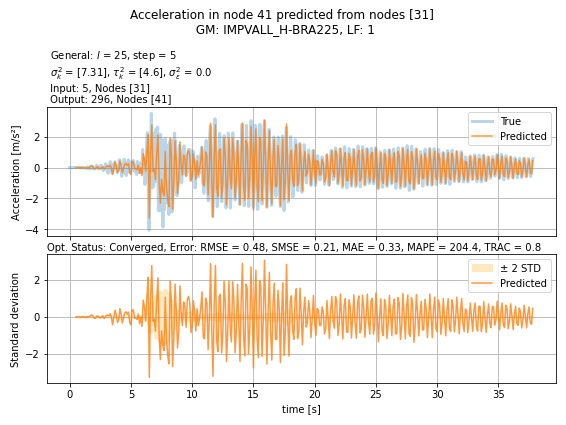 Acceleration in node 41 predicted from nodes [31]
GM: IMPVALL_H-BRA225, LF: 1
General: l = 25, step = 5
σ²ₖ = [7.31], τ²ₖ = [4.6], σ²ε = 0.0
Input: 5, Nodes [31]
Output: 296, Nodes [41]
True
Predicted
Acceleration [m/s²]
2
0
−2
−4
Opt. Status: Converged, Error: RMSE = 0.48, SMSE = 0.21, MAE = 0.33, MAPE = 204.4, TRAC = 0.8
± 2 STD
Predicted
Standard deviation
2
0
−2
0 5 10 15 20 25 30 35
time [s]